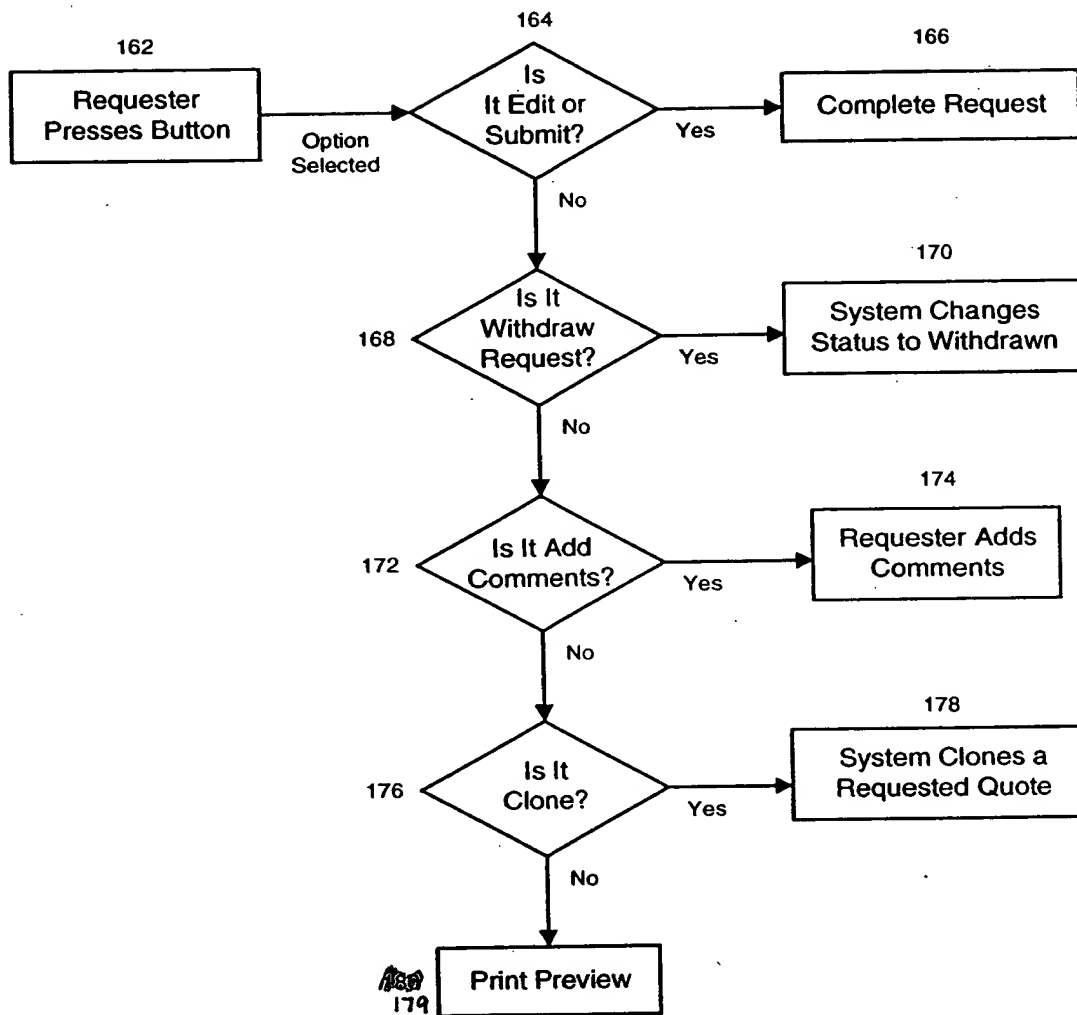 164
162
166
Requester
Presses Button
Option
Selected
Is
It Edit or
Submit?
Yes
Complete Request
No
170
168
Is It
Withdraw
Request?
Yes
System Changes
Status to Withdrawn
No
174
172
Is It Add
Comments?
Yes
Requester Adds
Comments
No
178
176
Is It
Clone?
Yes
System Clones a
Requested Quote
No
179
Print Preview